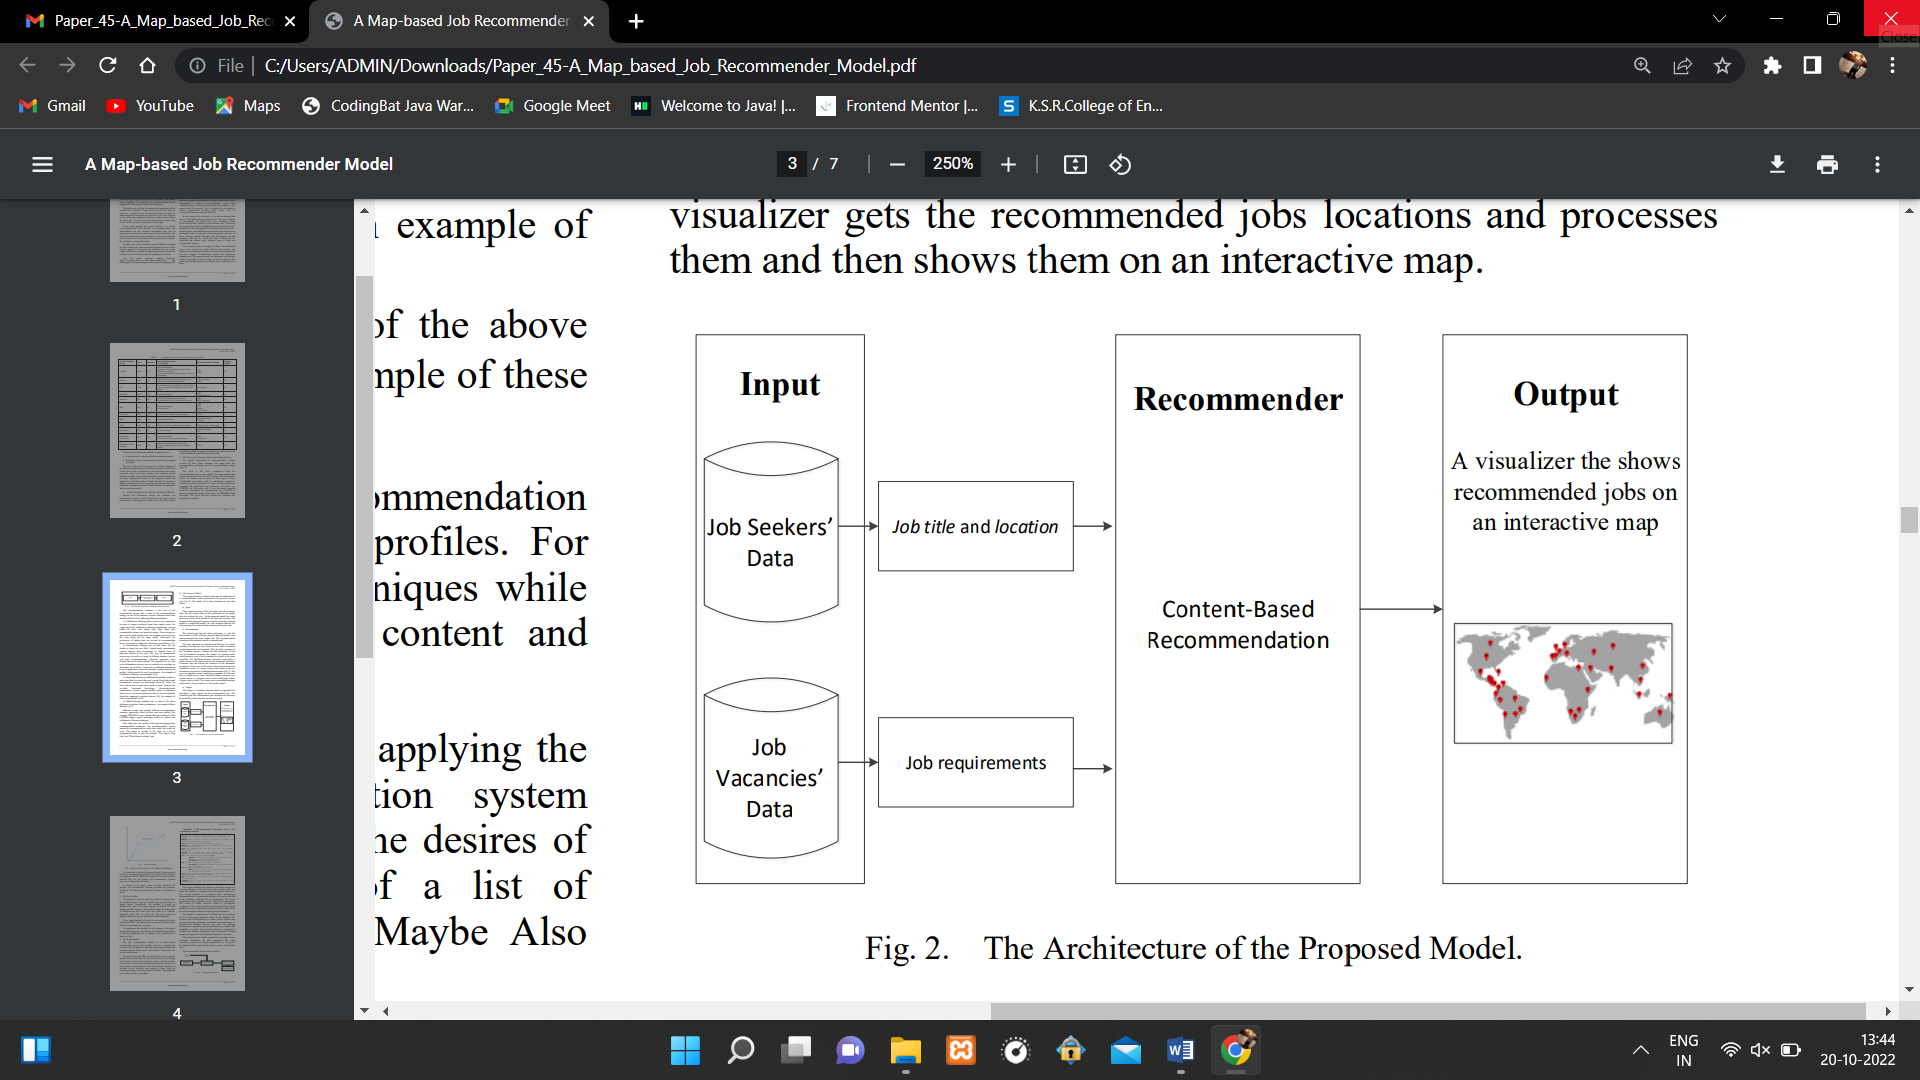 Paper_45-A_Map_based_Job_Rec
A Map-based Job Recommender
Close
File
C:/Users/ADMIN/Downloads/Paper_45-A_Map_based_Job_Recommender_Model.pdf
Gmail
YouTube
Maps
CodingBat Java War...
Google Meet
Welcome to Java! |...
Frontend Mentor |...
K.S.R.College of En...
A Map-based Job Recommender Model
3 / 7
250%
1
2
3
4
example of
of the above
mple of these
ommendation
profiles. For
niques while
content and
applying the
tion system
he desires of
of a list of
Maybe Also
visualizer gets the recommended jobs locations and processes
them and then shows them on an interactive map.
Input
Job Seekers'
Data
Job
Vacancies'
Data
Job title and location
Job requirements
Recommender
Content-Based
Recommendation
Output
A visualizer the shows
recommended jobs on
an interactive map
Fig. 2. The Architecture of the Proposed Model.
ENG
IN
13:44
20-10-2022